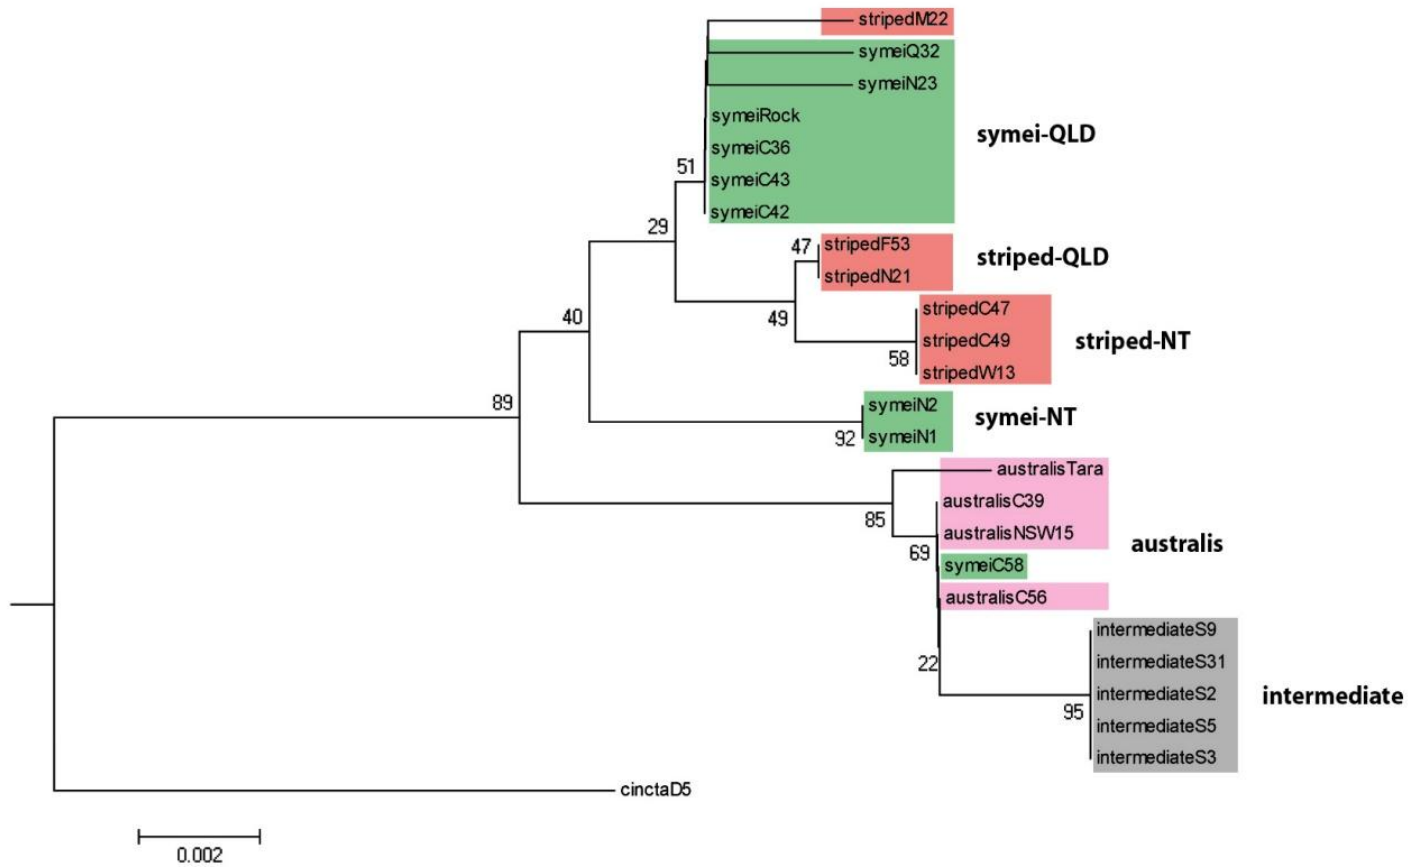 stripedM22
symeiQ32
symeiN23
symeiRock
symeiC36
symeiC43
symeiC42
symei-QLD
51
29
47
stripedF53
stripedN21
striped-QLD
49
40
stripedC47
stripedC49
stripedW13
58
striped-NT
89
symeiN2
symeiN1
92
symei-NT
australisTara
australisC39
australisNSW15
85
69
symeiC58
australisC56
australis
22
intermediateS9
intermediateS31
intermediateS2
intermediateS5
intermediateS3
95
intermediate
cinctaD5
0.002